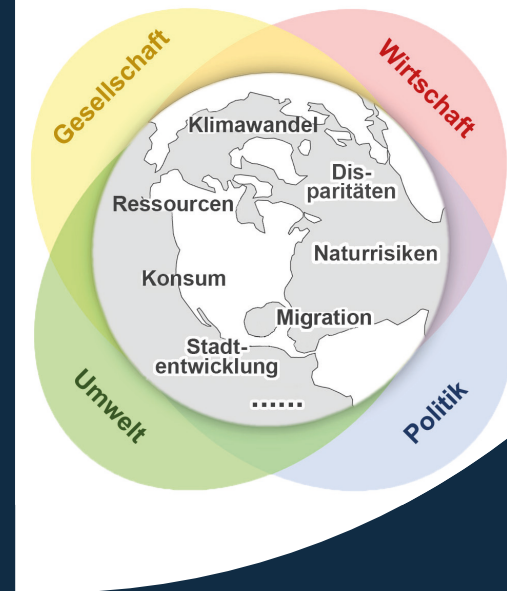 Gesellschaft
Wirtschaft
Klimawandel
Dis-
paritäten
Ressourcen
Naturrisiken
Konsum
Migration
Stadt-
entwicklung
......
Umwelt
Politik